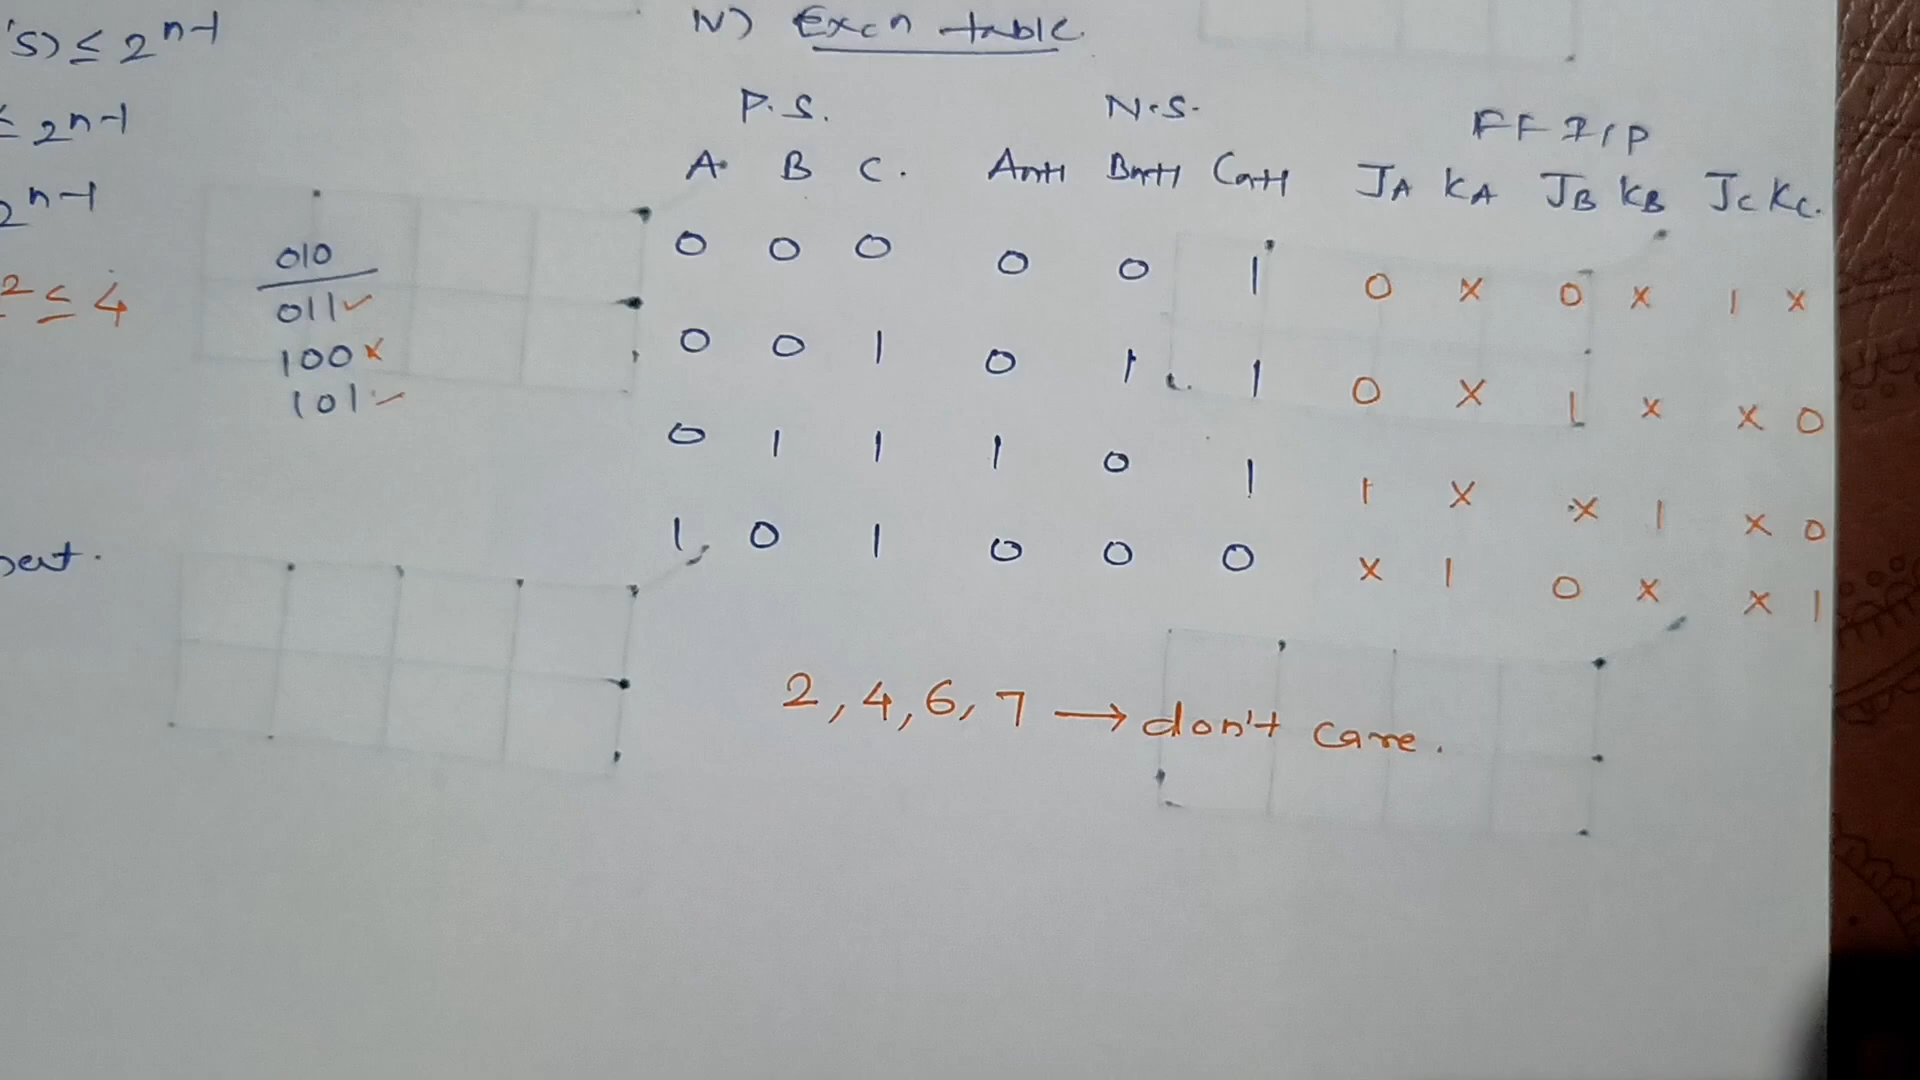 's) ≤ 2^n-1
≤ 2^n-1
2^n-1
2 ≤ 4
010
011 ✓
100 ×
101 ✓
IV) Excn table
P.S. N.S. FF I/P
A B C. An+1 Bn+1 Cn+1 JA KA JB KB JC KC.
0 0 0 0 0 1 0 x 0 x 1 x
0 0 1 0 1 1 0 x 1 x x 0
0 1 1 1 0 1 1 x x 1 x 0
1 0 1 0 0 0 x 1 0 x x 1
2, 4, 6, 7 → don't care.